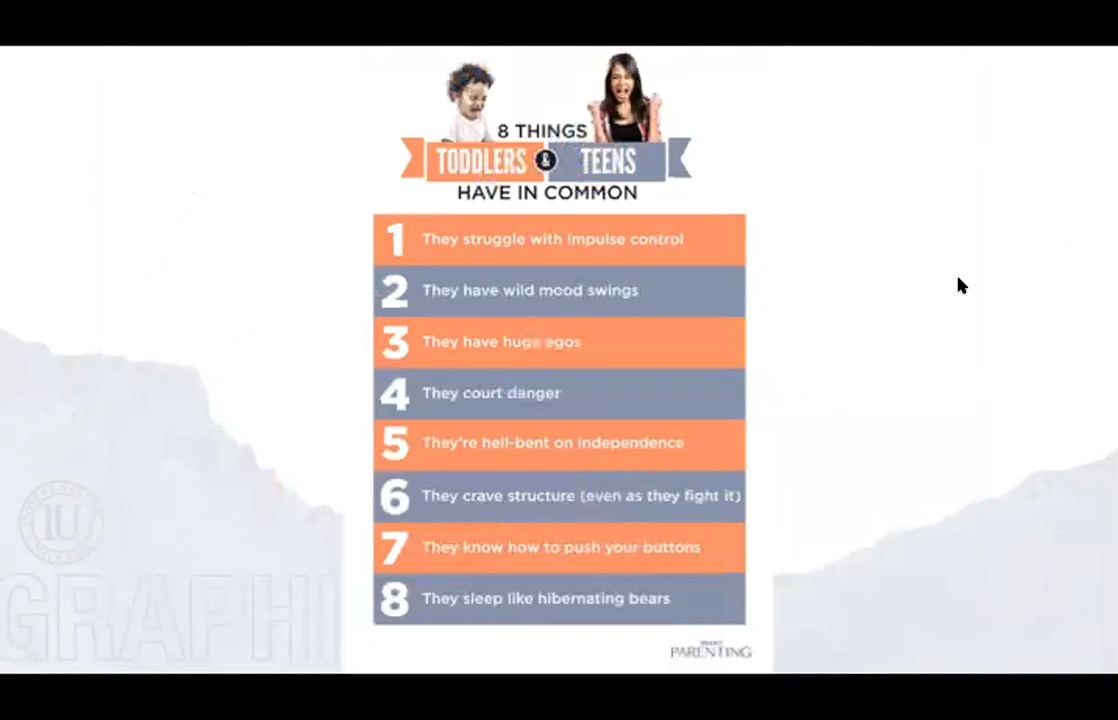 8 THINGS
TODDLERS & TEENS
HAVE IN COMMON
1 They struggle with impulse control
2 They have wild mood swings
3 They have huge egos
4 They court danger
5 They're hell-bent on independence
6 They crave structure (even as they fight it)
7 They know how to push your buttons
8 They sleep like hibernating bears
PARENTING
1U
GRAPHI